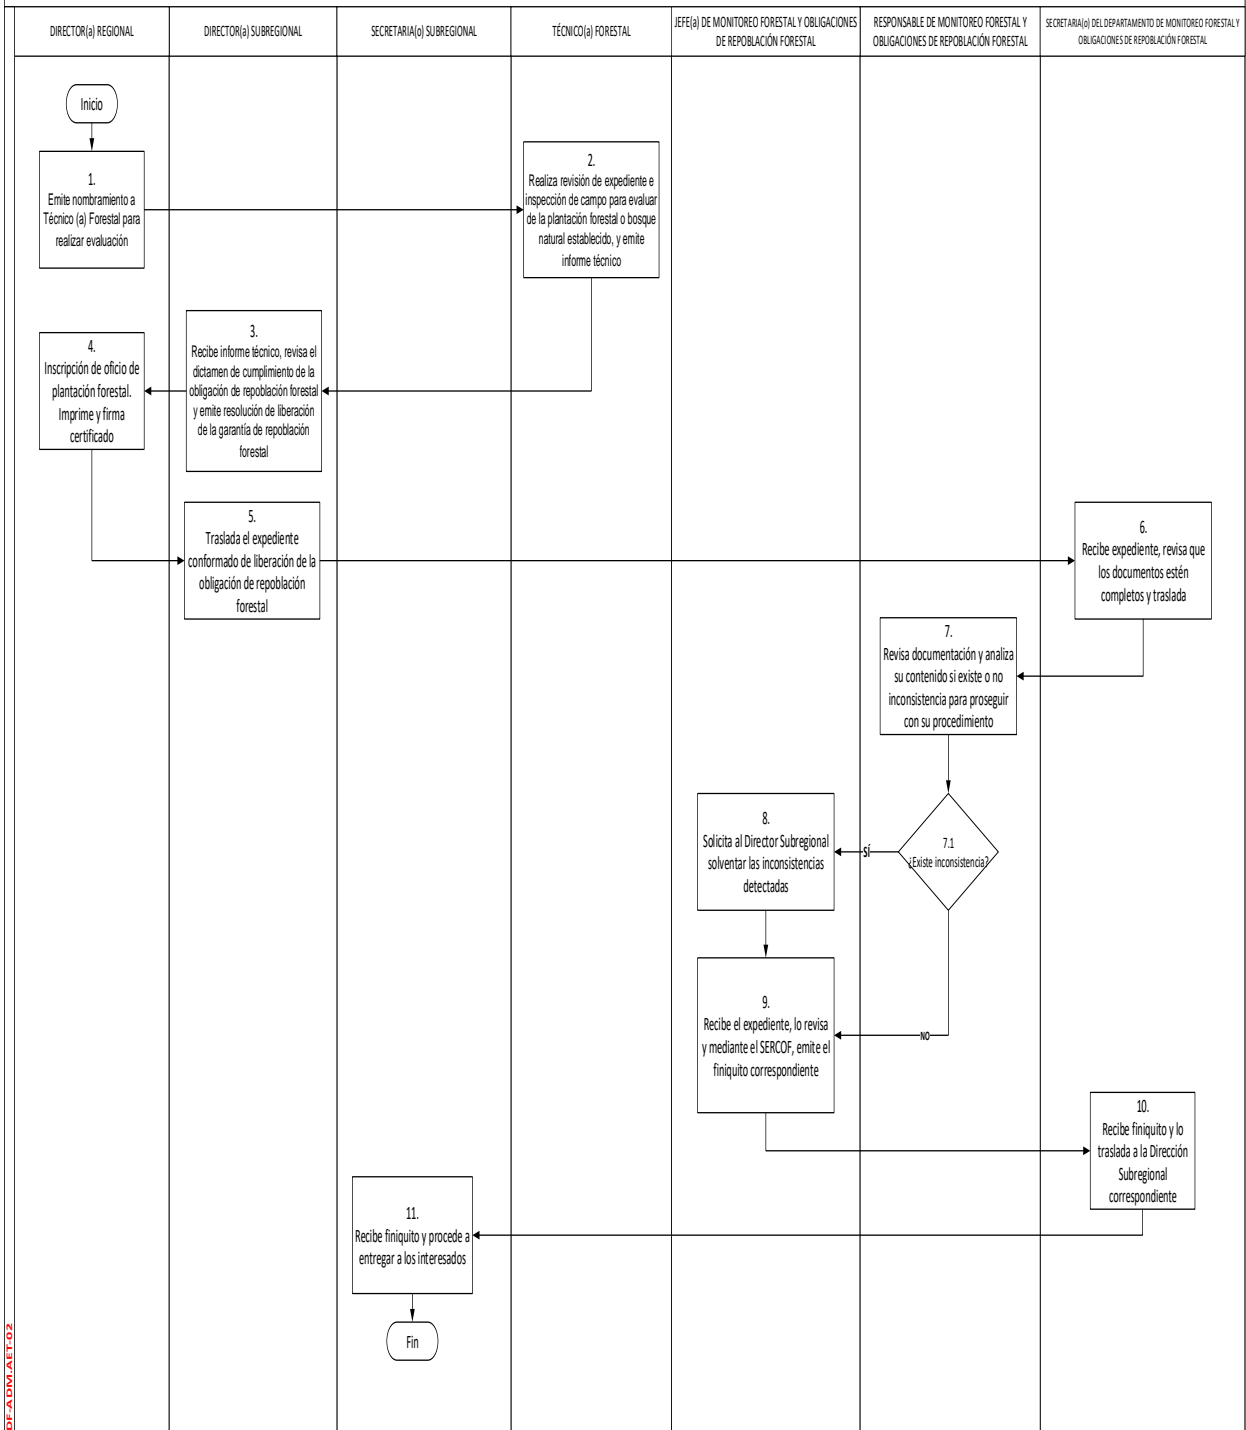 DIRECTOR(a) REGIONAL
DIRECTOR(a) SUBREGIONAL
SECRETARIA(o) SUBREGIONAL
TÉCNICO(a) FORESTAL
JEFE(a) DE MONITOREO FORESTAL Y OBLIGACIONES
DE REPOBLACIÓN FORESTAL
RESPONSABLE DE MONITOREO FORESTAL Y
OBLIGACIONES DE REPOBLACIÓN FORESTAL
SECRETARIA(o) DEL DEPARTAMENTO DE MONITOREO FORESTAL Y
OBLIGACIONES DE REPOBLACIÓN FORESTAL
Inicio
1.
Emite nombramiento a
Técnico (a) Forestal para
realizar evaluación
2.
Realiza revisión de expediente e
inspección de campo para evaluar
de la plantación forestal o bosque
natural establecido, y emite
informe técnico
3.
Recibe informe técnico, revisa el
dictamen de cumplimiento de la
obligación de repoblación forestal
y emite resolución de liberación
de la garantía de repoblación
forestal
4.
Inscripción de oficio de
plantación forestal.
Imprime y firma
certificado
5.
Traslada el expediente
conformado de liberación de la
obligación de repoblación
forestal
6.
Recibe expediente, revisa que
los documentos estén
completos y traslada
7.
Revisa documentación y analiza
su contenido si existe o no
inconsistencia para proseguir
con su procedimiento
7.1
¿Existe inconsistencia?
SÍ
NO
8.
Solicita al Director Subregional
solventar las inconsistencias
detectadas
9.
Recibe el expediente, lo revisa
y mediante el SERCOF, emite el
finiquito correspondiente
10.
Recibe finiquito y lo
traslada a la Dirección
Subregional
correspondiente
11.
Recibe finiquito y procede a
entregar a los interesados
Fin
DF-ADM.AET-02